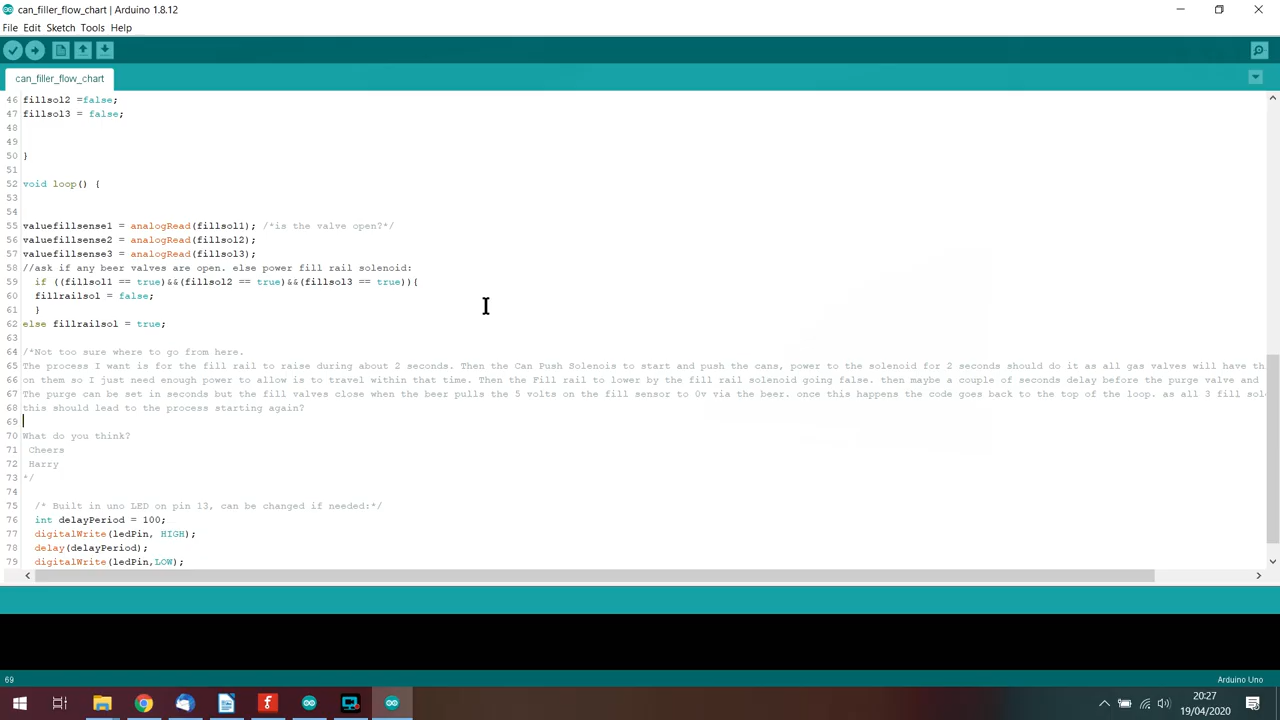 can_filler_flow_chart | Arduino 1.8.12
File Edit Sketch Tools Help
can_filler_flow_chart
46 fillsol2 =false;
47 fillsol3 = false;
48
49
50 }
51
52 void loop() {
53
54
55 valuefillsense1 = analogRead(fillsol1); /*is the valve open?*/
56 valuefillsense2 = analogRead(fillsol2);
57 valuefillsense3 = analogRead(fillsol3);
58 //ask if any beer valves are open. else power fill rail solenoid:
59 if ((fillsol1 == true)&&(fillsol2 == true)&&(fillsol3 == true)){
60 fillrailsol = false;
61 }
62 else fillrailsol = true;
63
64 /*Not too sure where to go from here.
65 The process I want is for the fill rail to raise during about 2 seconds. Then the Can Push Solenois to start and push the cans, power to the solenoid for 2 seconds should do it as all gas valves will have th
66 on them so I just need enough power to allow is to travel within that time. Then the Fill rail to lower by the fill rail solenoid going false. then maybe a couple of seconds delay before the purge valve and
67 The purge can be set in seconds but the fill valves close when the beer pulls the 5 volts on the fill sensor to 0v via the beer. once this happens the code goes back to the top of the loop. as all 3 fill sol
68 this should lead to the process starting again?
69
70 What do you think?
71 Cheers
72 Harry
73 */
74
75 /* Built in uno LED on pin 13, can be changed if needed:*/
76 int delayPeriod = 100;
77 digitalWrite(ledPin, HIGH);
78 delay(delayPeriod);
79 digitalWrite(ledPin,LOW);
69
Arduino Uno
20:27
19/04/2020